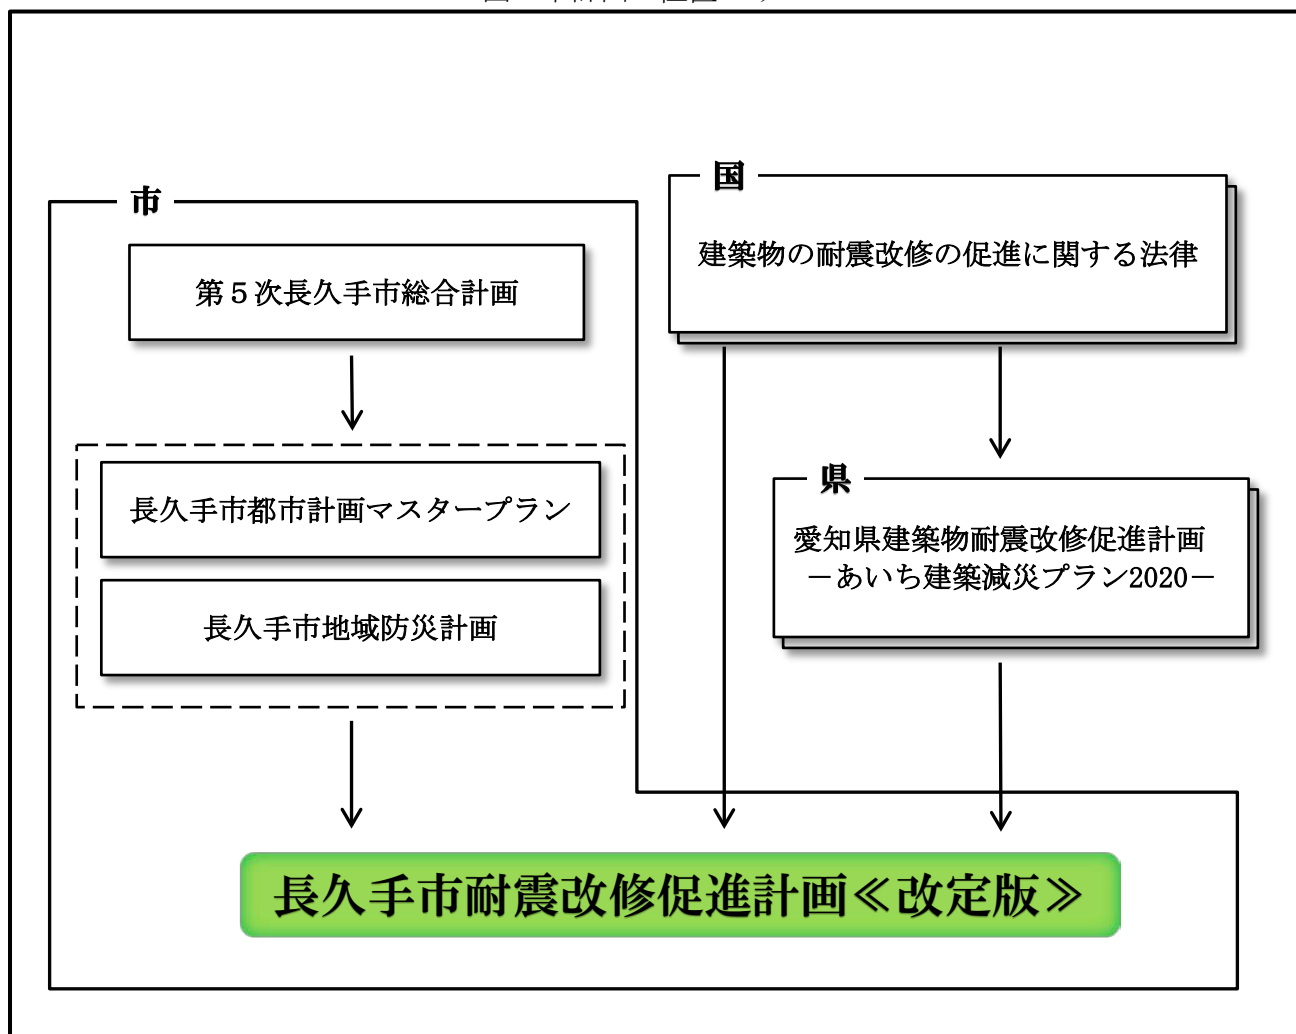 市
第５次長久手市総合計画
長久手市都市計画マスタープラン
長久手市地域防災計画
国
建築物の耐震改修の促進に関する法律
県
愛知県建築物耐震改修促進計画
－あいち建築減災プラン2020－
長久手市耐震改修促進計画≪改定版≫